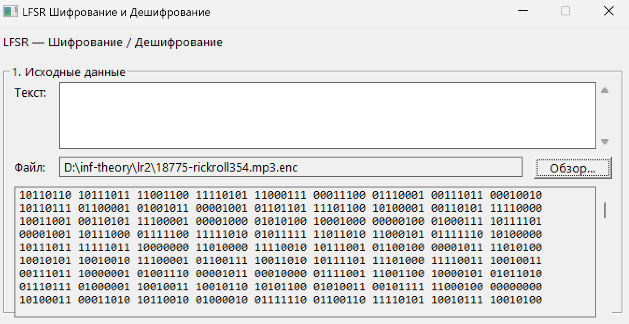 LFSR Шифрование и Дешифрование
LFSR — Шифрование / Дешифрование
1. Исходные данные
Текст:
Файл: D:\inf-theory\lr2\18775-rickroll354.mp3.enc Обзор...
10110110 10111011 11001100 11110101 11000111 00011100 01110001 00111011 00010010
10110111 01100001 01001011 00001001 01101101 11101100 10100001 00110101 11110000
10011001 00110101 11100001 00001000 01010100 10001000 00000100 01000111 10111101
00001001 10111000 01111100 11111010 01011111 11011010 11000101 01111110 10100000
10111011 11111011 10000000 11010000 11110010 10111001 01100100 00001011 11010100
10010101 10010010 11100001 01100111 10011010 10111101 11101000 11110011 10010011
00111011 10000001 01001110 00001011 00010000 01111001 11001100 10000101 01011010
01110111 01000001 10010011 10010110 10101100 01010011 00101111 11000100 00000000
10100011 00011010 10110010 01000010 01111110 01100110 11110101 10010111 10010100